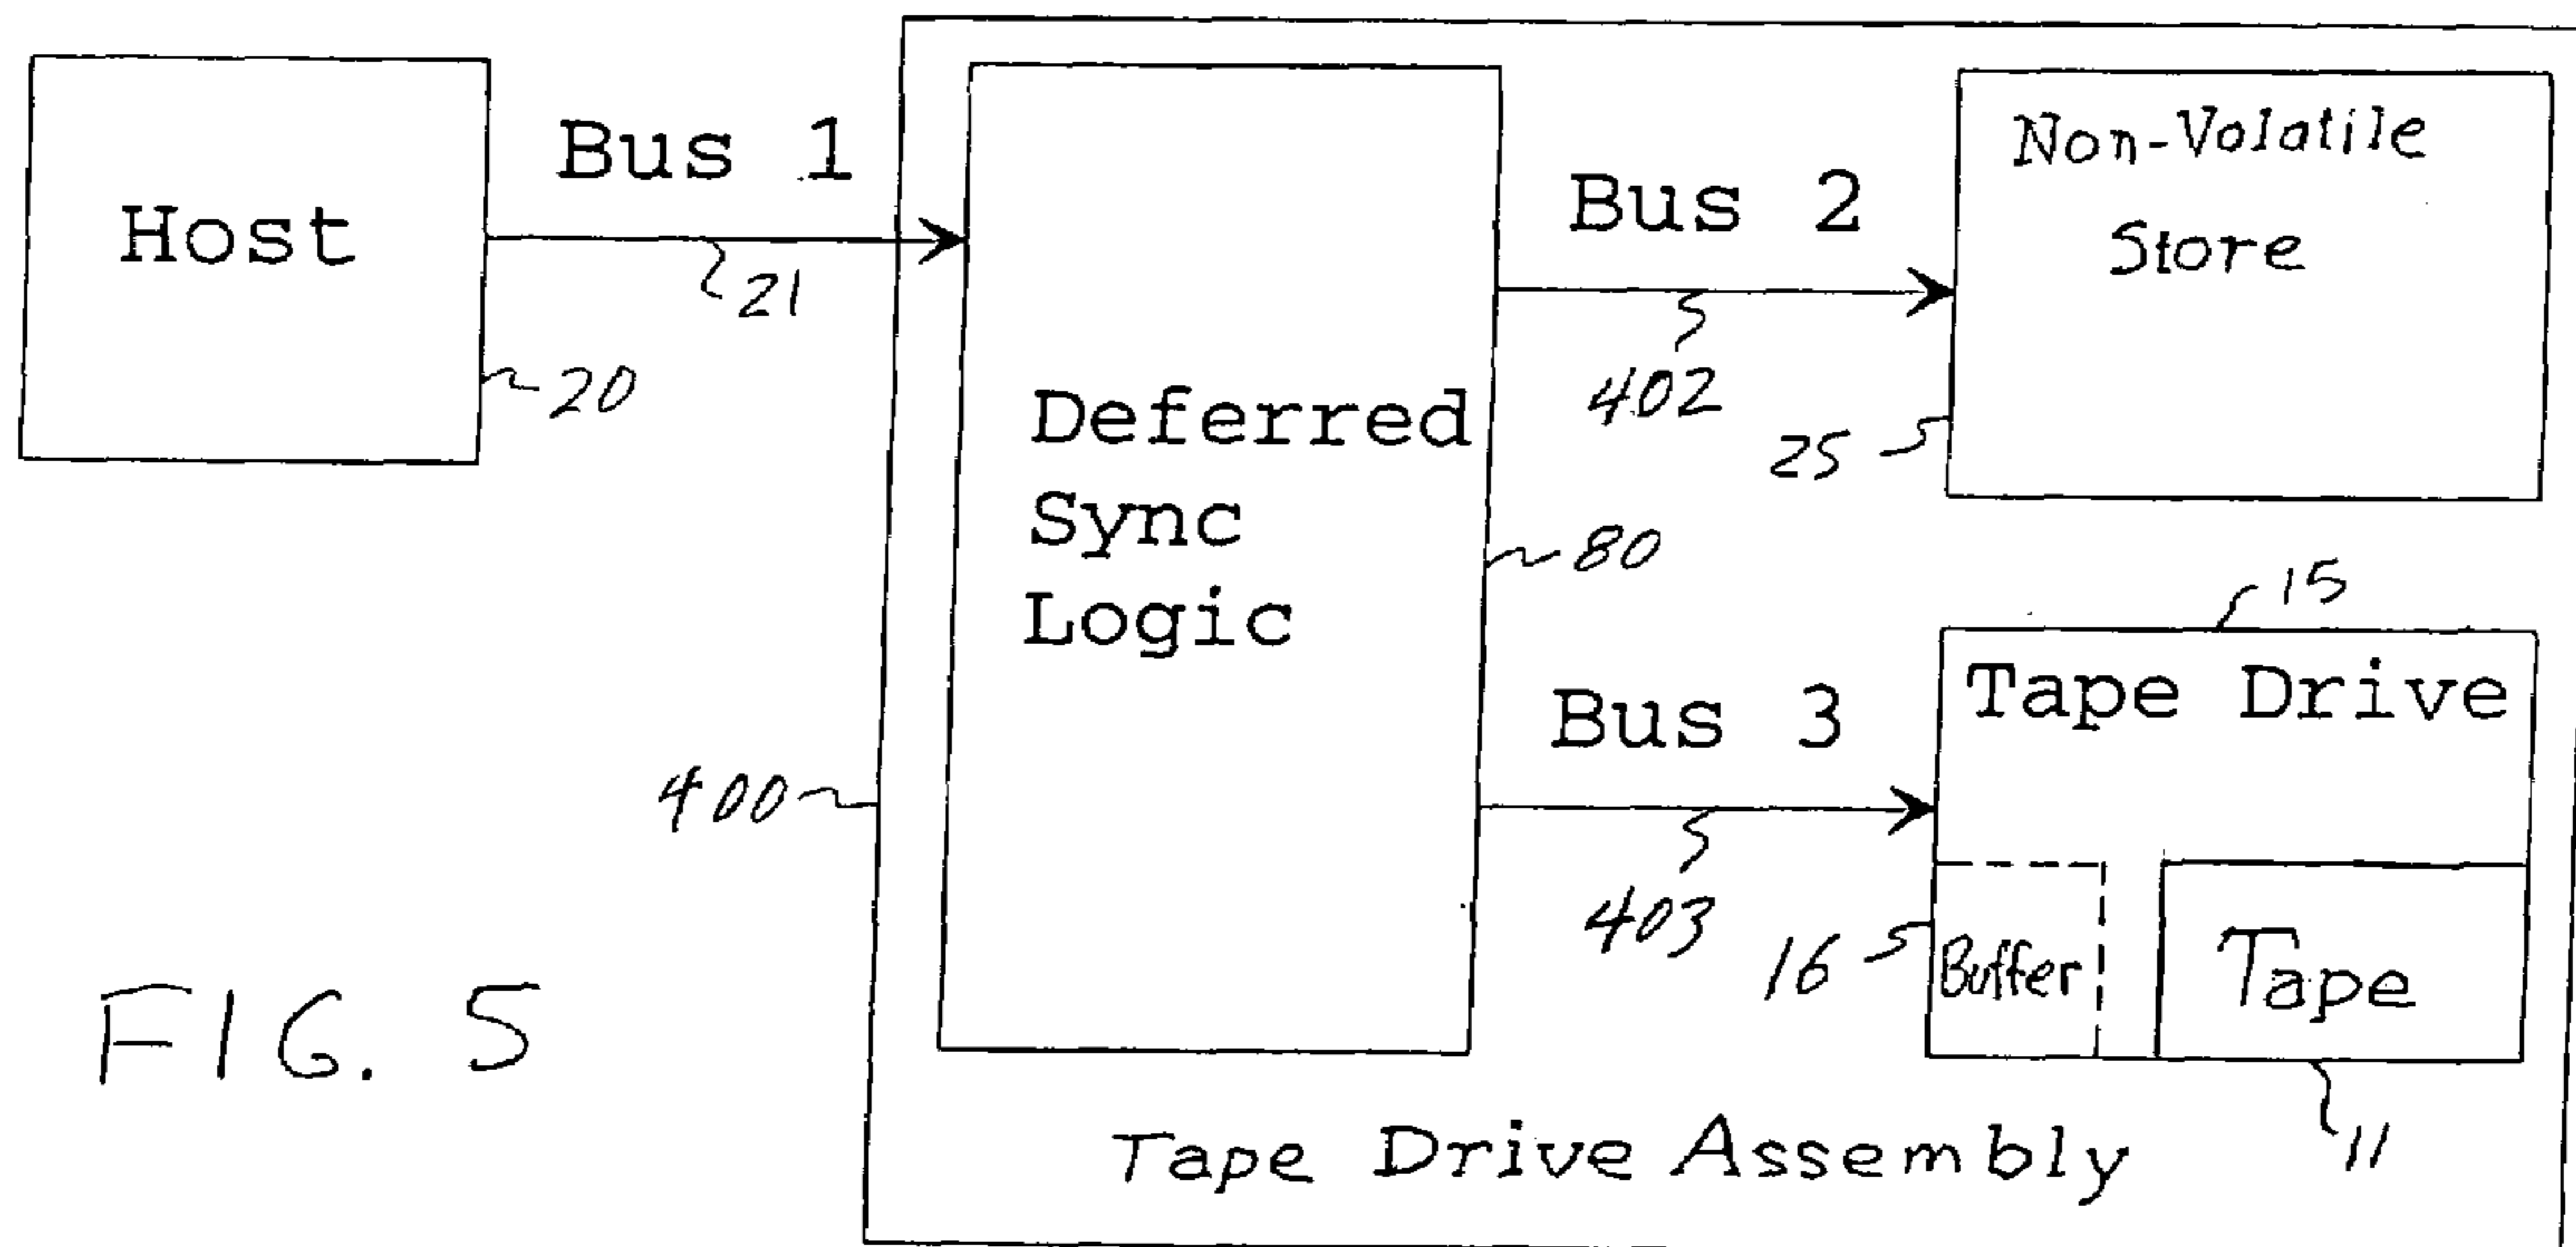 Host
20
Bus 1
21
Deferred
Sync
Logic
80
Bus 2
402
Non-Volatile
Store
25
Bus 3
403
15
Tape Drive
16
Buffer
Tape
11
400
Tape Drive Assembly
FIG. 5